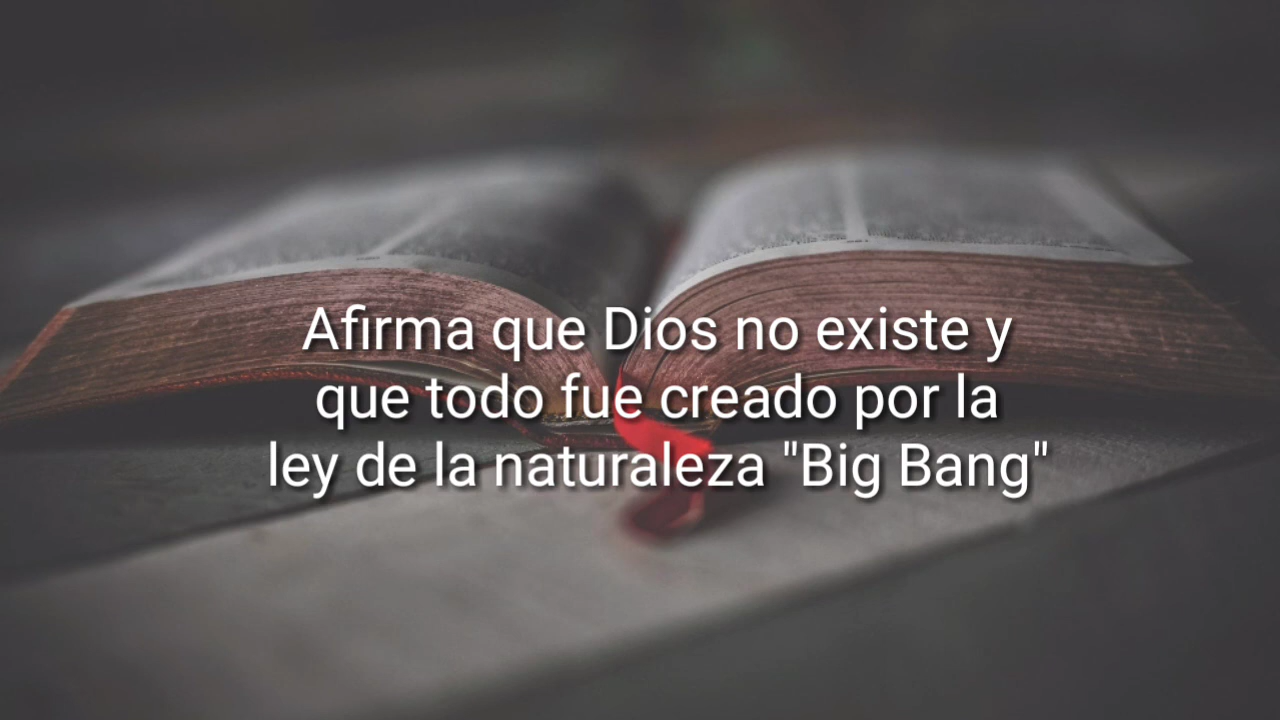 Afirma que Dios no existe y
que todo fue creado por la
ley de la naturaleza "Big Bang"